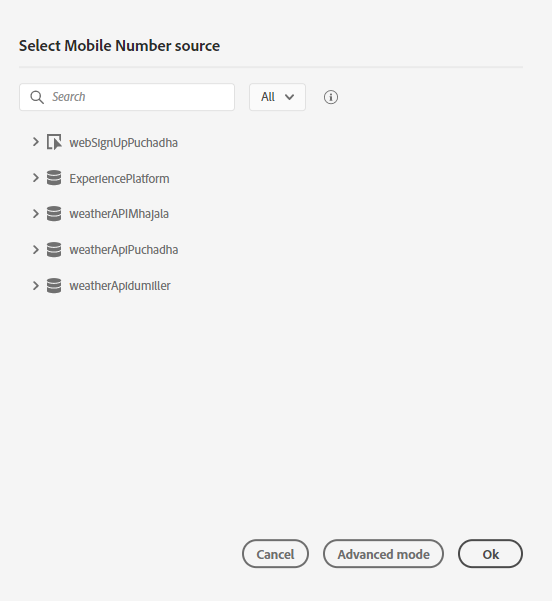 Select Mobile Number source
Search
All
webSignUpPuchadha
ExperiencePlatform
weatherAPIMhajala
weatherApiPuchadha
weatherApidumiller
Cancel
Advanced mode
Ok